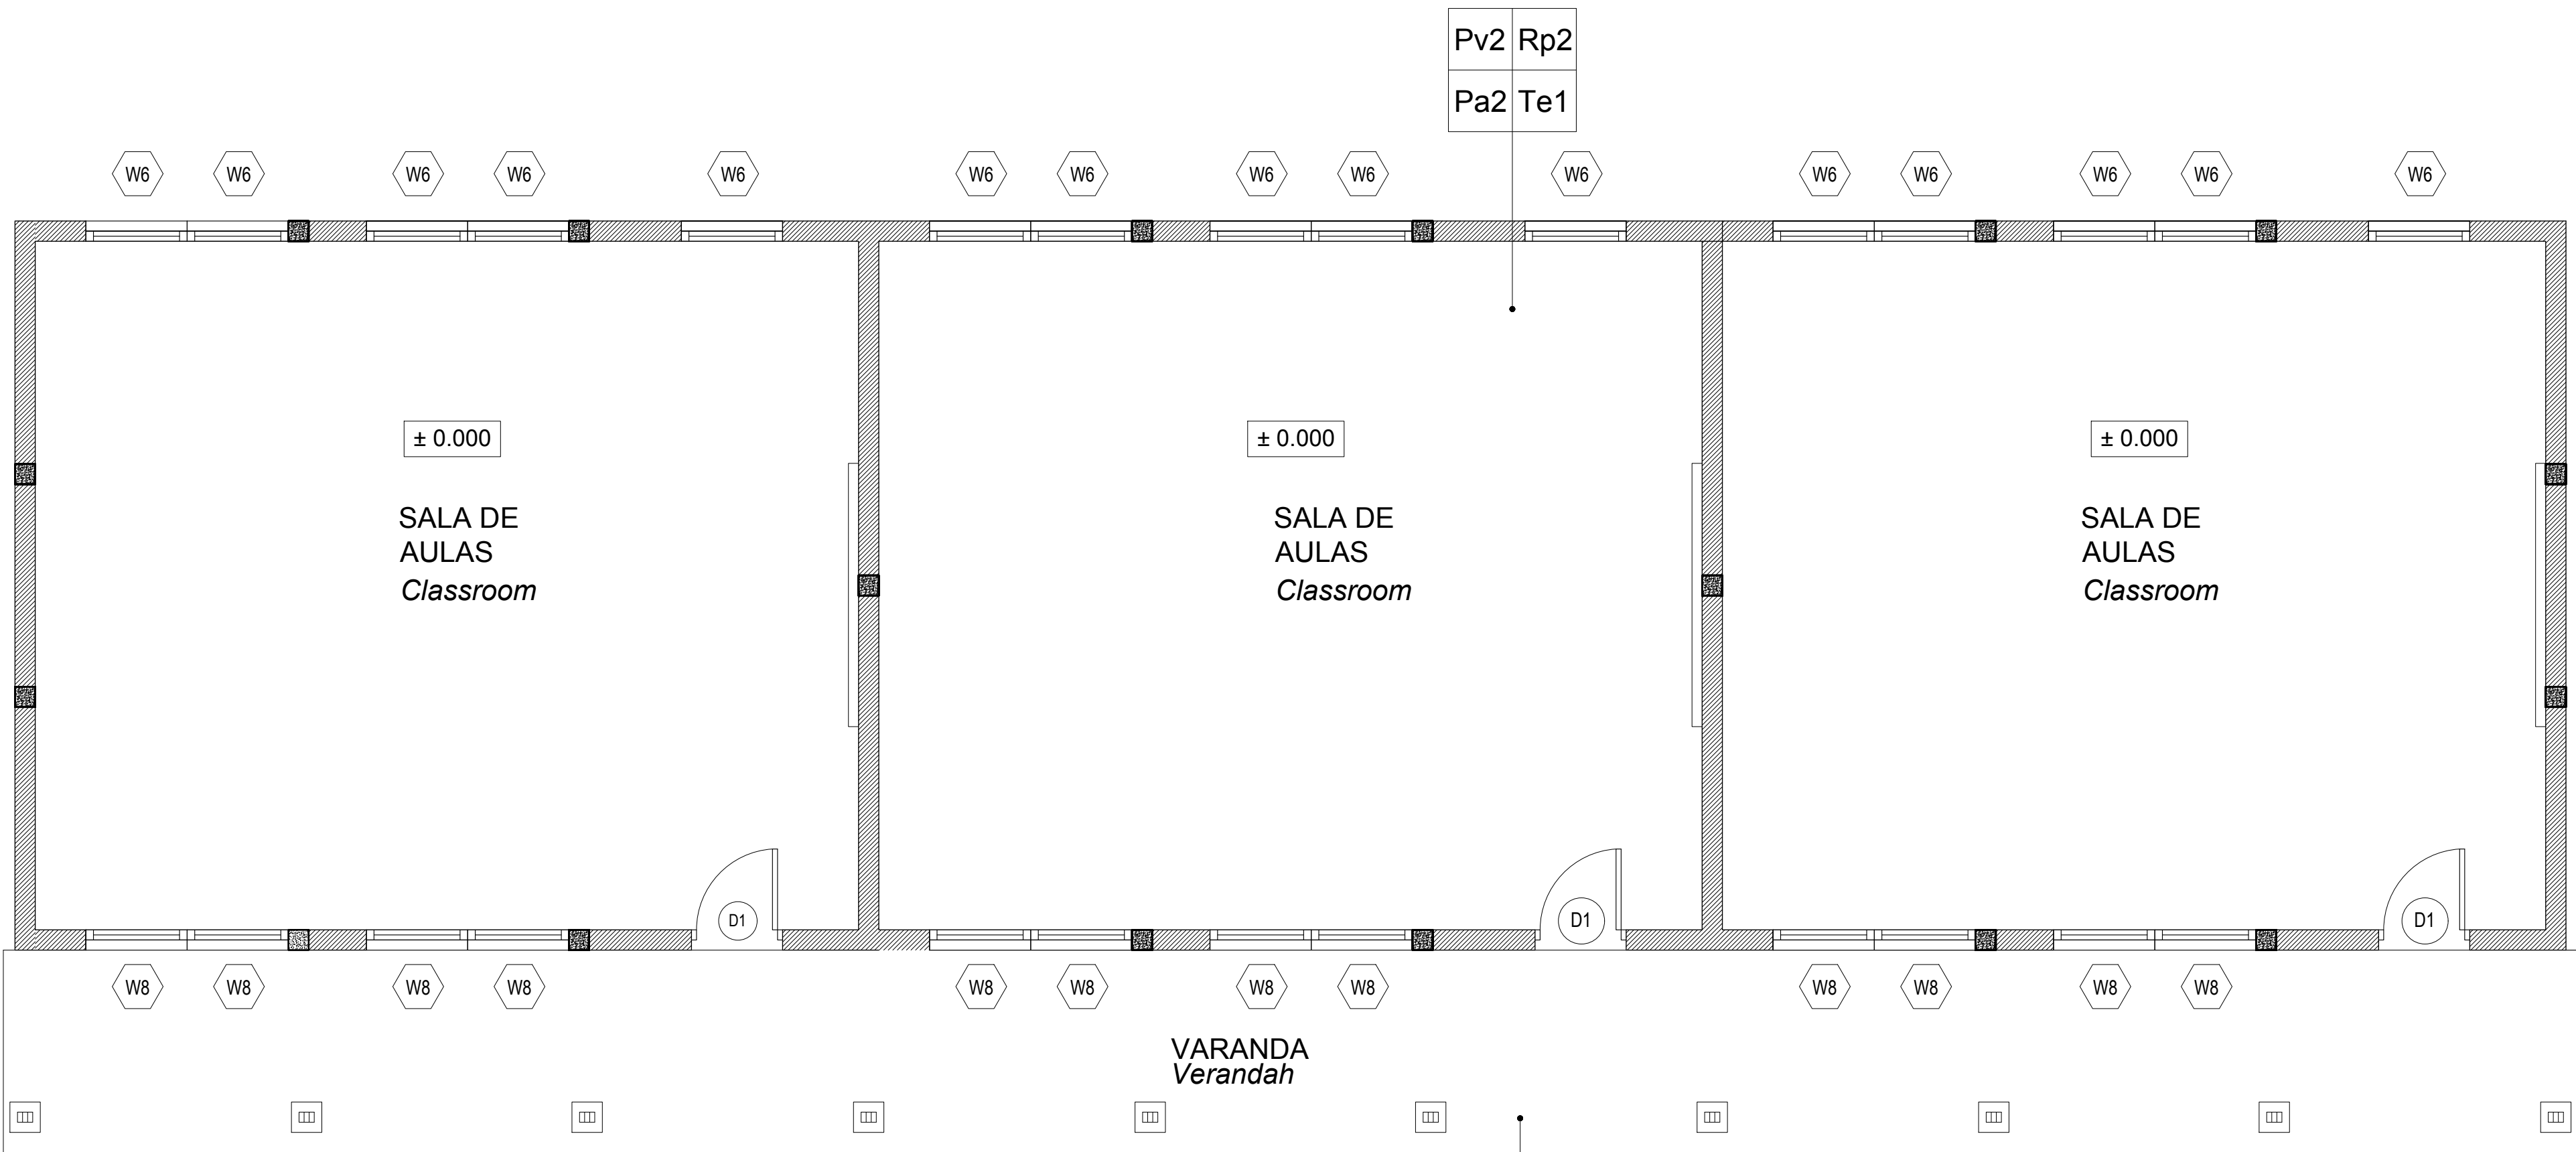 Pv2 Rp2
Pa2 Te1
W6 W6 W6 W6 W6 W6 W6 W6 W6 W6 W6 W6 W6 W6 W6
± 0.000 ± 0.000 ± 0.000
SALA DE
AULAS
Classroom
SALA DE
AULAS
Classroom
SALA DE
AULAS
Classroom
D1 D1 D1
W8 W8 W8 W8 W8 W8 W8 W8 W8 W8 W8 W8
VARANDA
Verandah